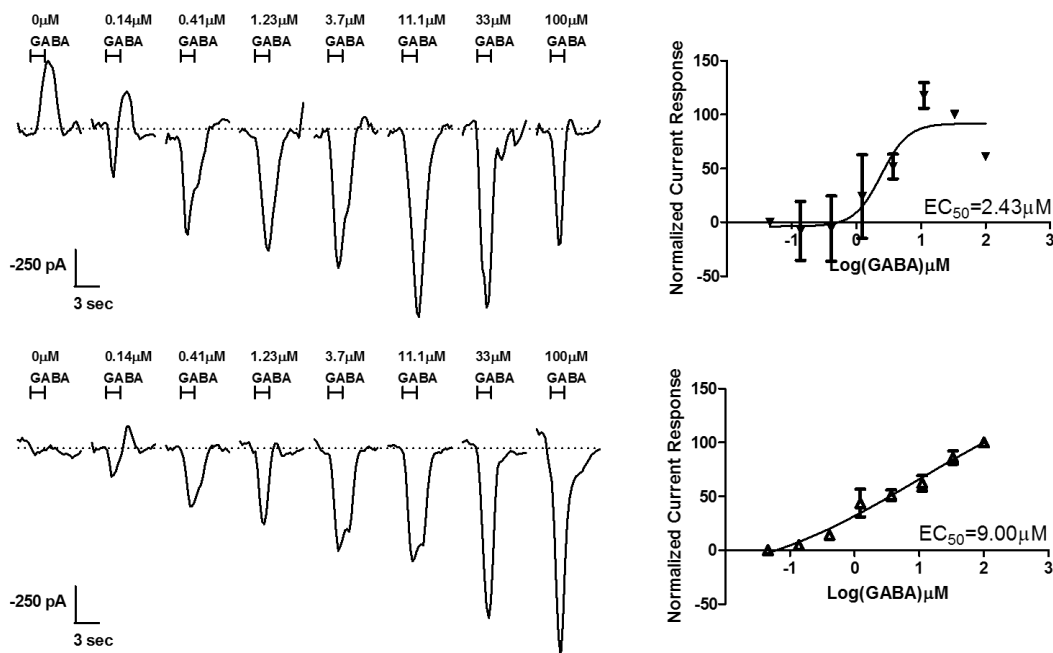 0μM 0.14μM 0.41μM 1.23μM 3.7μM 11.1μM 33μM 100μM
GABA GABA GABA GABA GABA GABA GABA GABA
-250 pA
3 sec
Normalized Current Response
150
100
50
0
-50
-1 0 1 2 3
EC50=2.43μM
Log(GABA)μM
0μM 0.14μM 0.41μM 1.23μM 3.7μM 11.1μM 33μM 100μM
GABA GABA GABA GABA GABA GABA GABA GABA
-250 pA
3 sec
Normalized Current Response
150
100
50
0
-50
-1 0 1 2 3
EC50=9.00μM
Log(GABA)μM